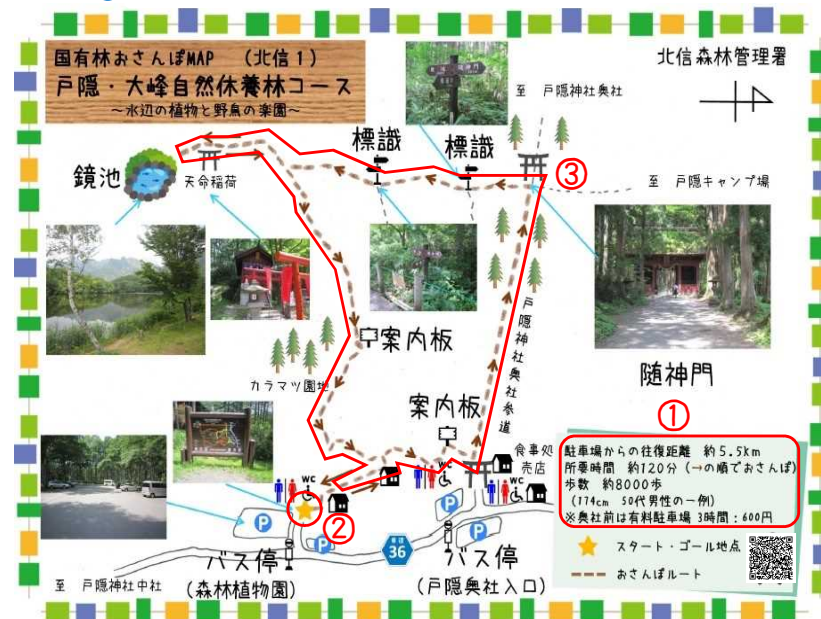 国有林おさんぽMAP （北信1）
戸隠・大峰自然休養林コース
～水辺の植物と野鳥の楽園～
北信森林管理署
至 戸隠神社奥社
標識
標識
③
至 戸隠キャンプ場
鏡池
天命稲荷
戸隠神社奥社参道
随神門
案内板
カラマツ園地
案内板
①
食事処
売店
駐車場からの往復距離 約5.5km
所要時間 約120分（→の順でおさんぽ）
歩数 約8000歩
（174cm 50代男性の一例）
※奥社前は有料駐車場 3時間：600円
WC
WC
WC
②
P
P
P
P
県道
36
バス停
（森林植物園）
バス停
（戸隠奥社入口）
至 戸隠神社中社
スタート・ゴール地点
おさんぽルート